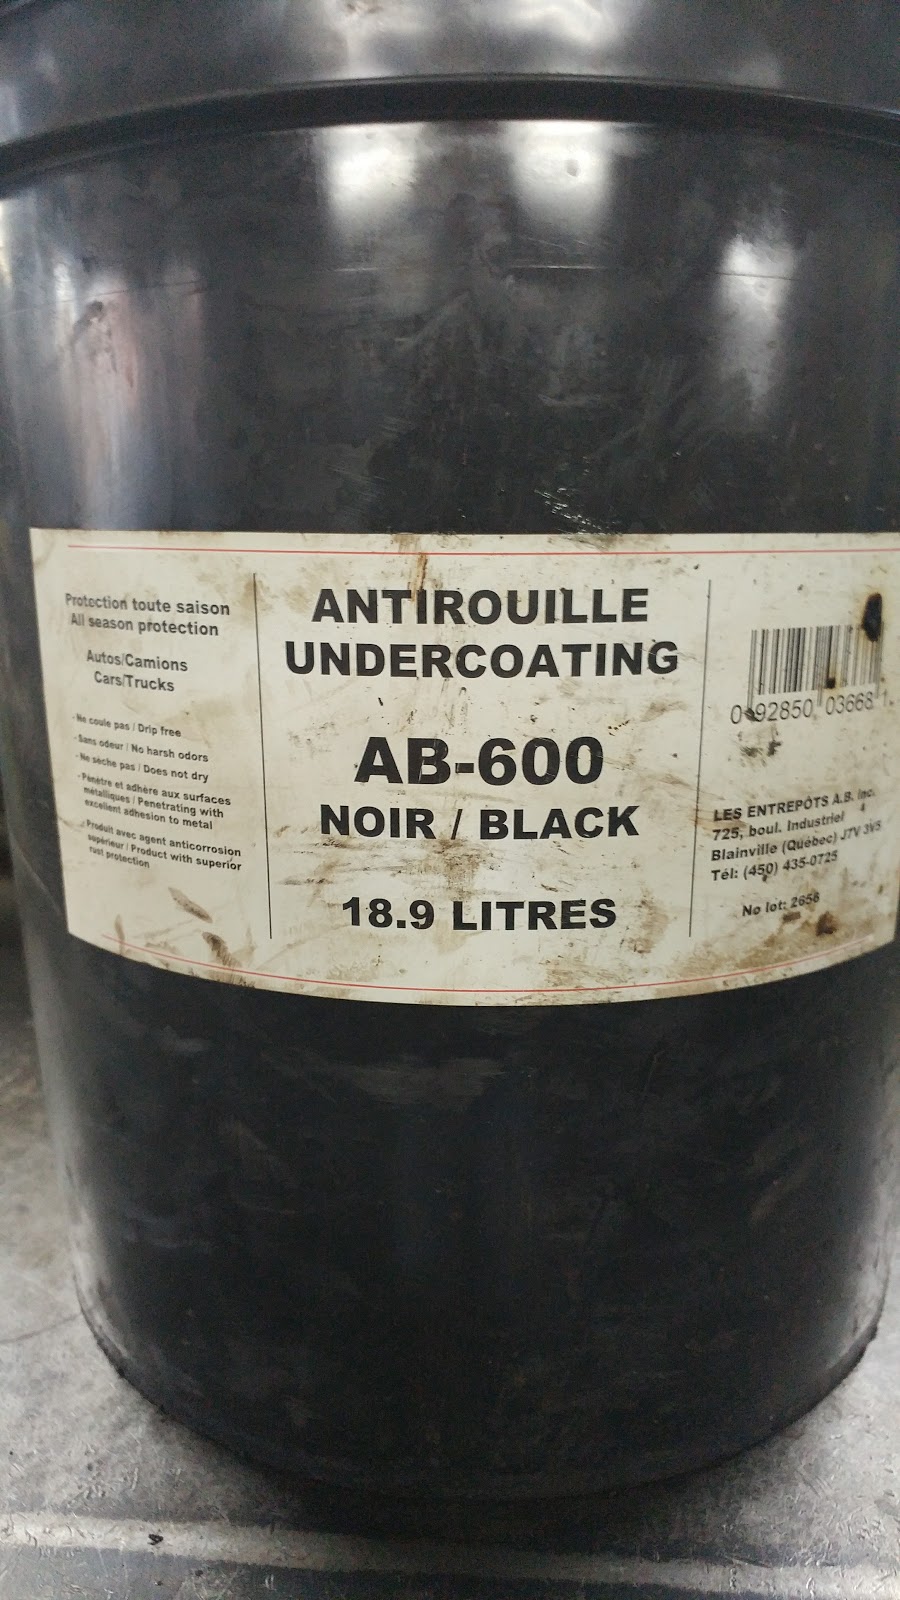 Protection toute saison
All season protection
Autos/Camions
Cars/Trucks
- Ne coule pas / Drip free
- Sans odeur / No harsh odors
- Ne sèche pas / Does not dry
- Pénètre et adhère aux surfaces
métalliques / Penetrating with
excellent adhesion to metal
- Produit avec agent anticorrosion
supérieur / Product with superior
rust protection
ANTIROUILLE
UNDERCOATING
AB-600
NOIR / BLACK
18.9 LITRES
0 92850 03668 1
LES ENTREPÔTS A.B. Inc.
725, boul. Industriel
Blainville (Québec) J7V 3V5
Tél: (450) 435-0725
No lot: 2656